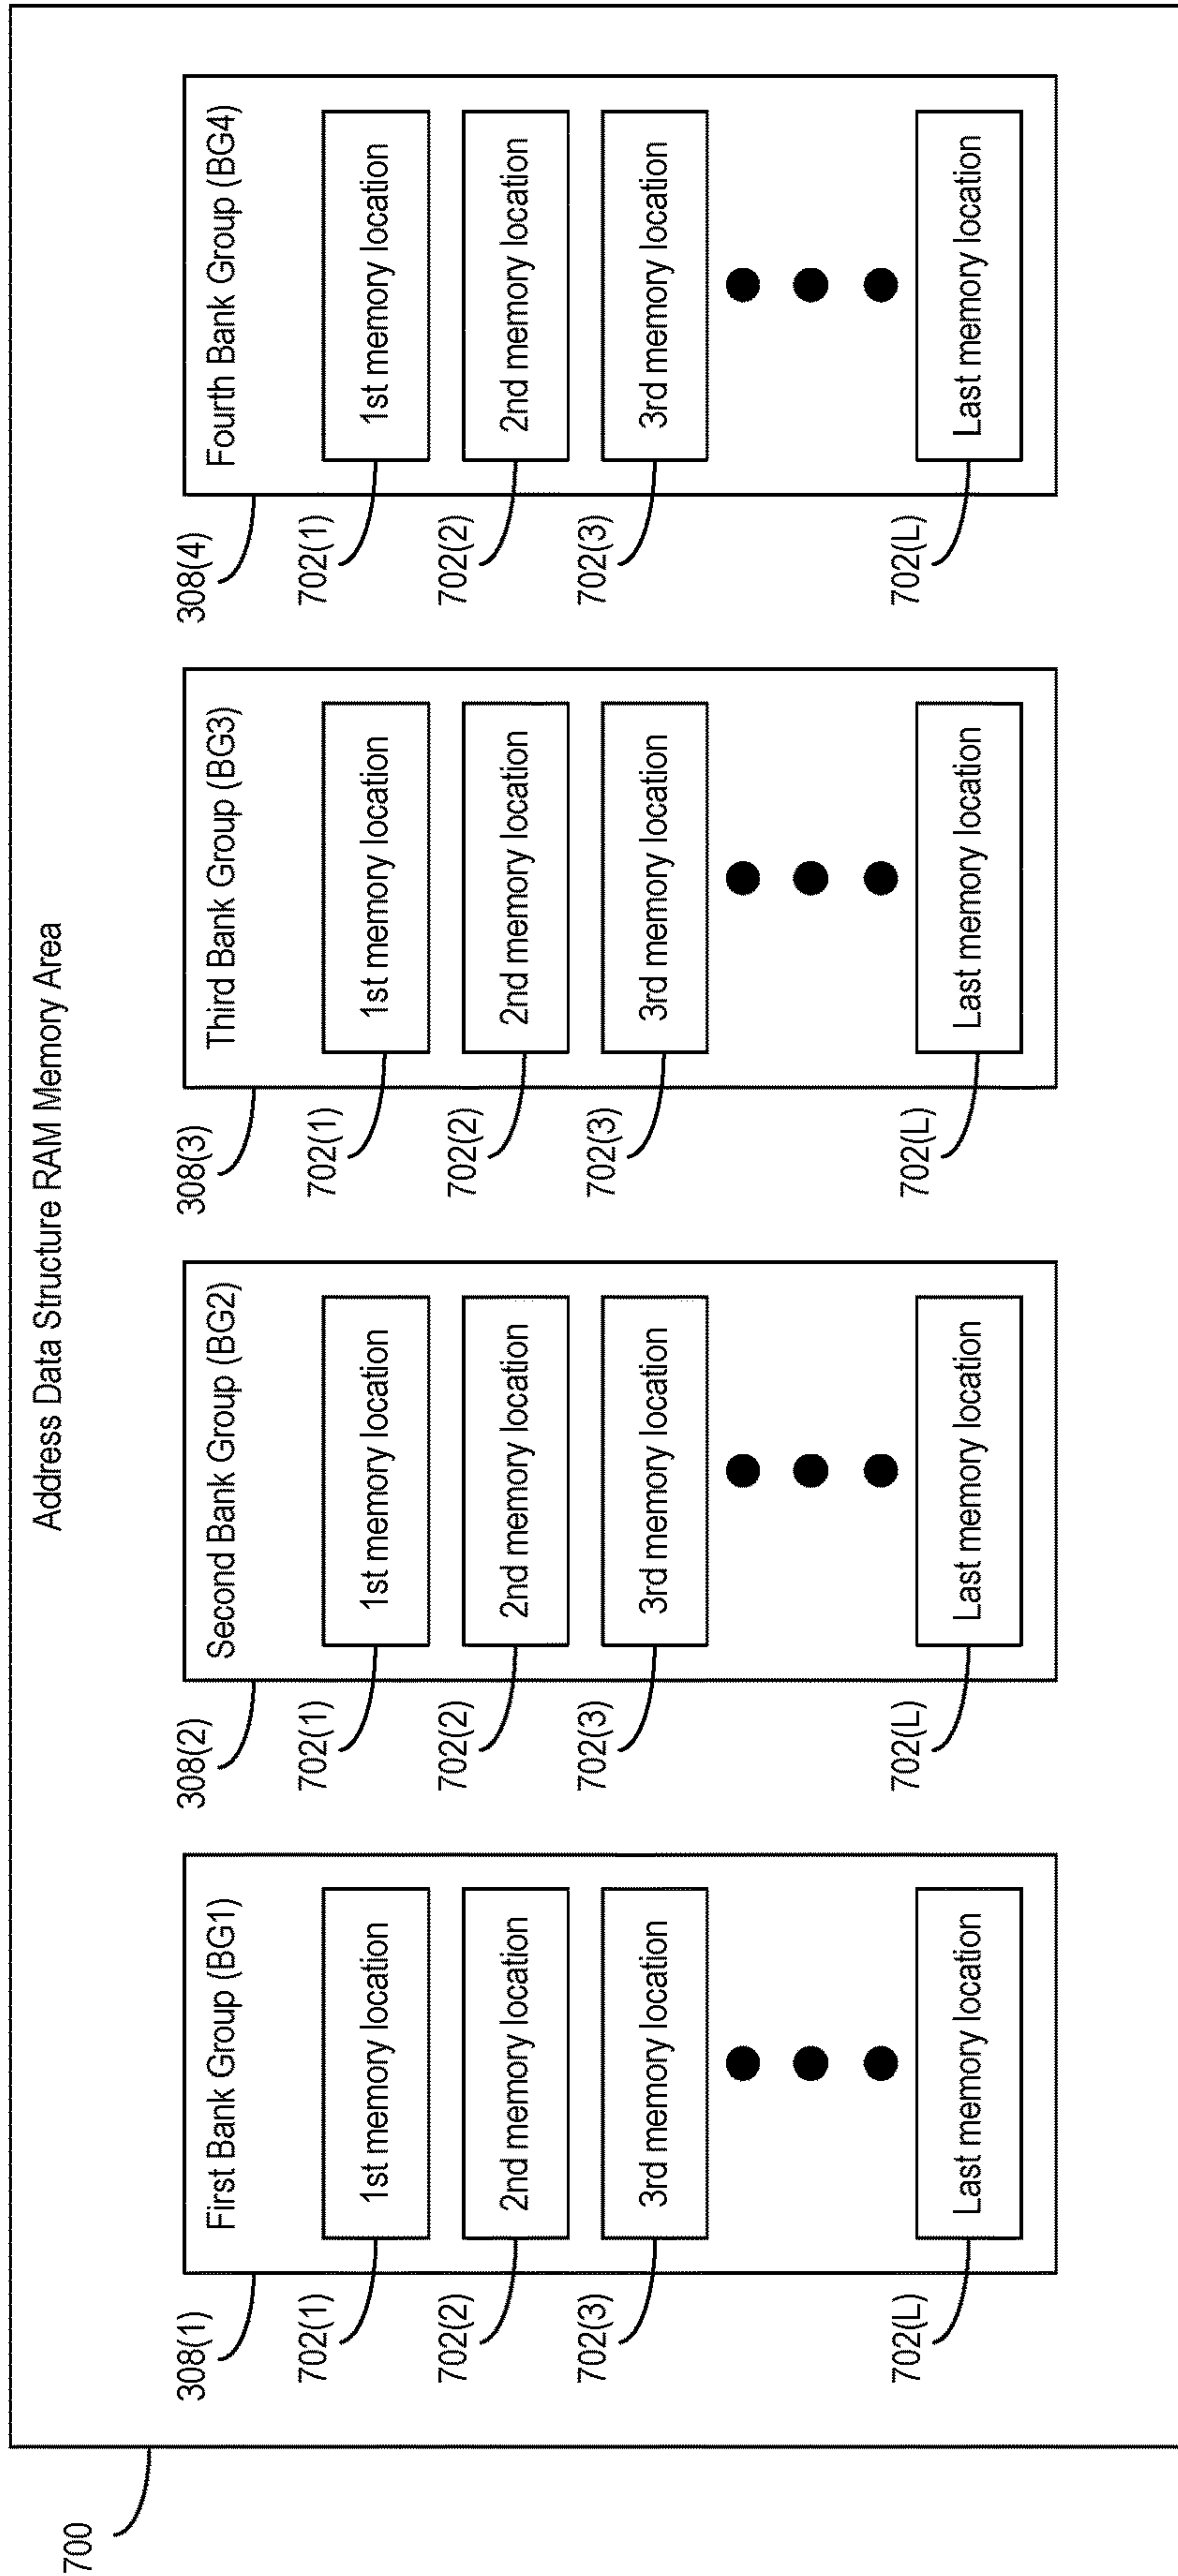 700
Address Data Structure RAM Memory Area
308(1)
First Bank Group (BG1)
702(1)
1st memory location
702(2)
2nd memory location
702(3)
3rd memory location
702(L)
Last memory location
308(2)
Second Bank Group (BG2)
702(1)
1st memory location
702(2)
2nd memory location
702(3)
3rd memory location
702(L)
Last memory location
308(3)
Third Bank Group (BG3)
702(1)
1st memory location
702(2)
2nd memory location
702(3)
3rd memory location
702(L)
Last memory location
308(4)
Fourth Bank Group (BG4)
702(1)
1st memory location
702(2)
2nd memory location
702(3)
3rd memory location
702(L)
Last memory location